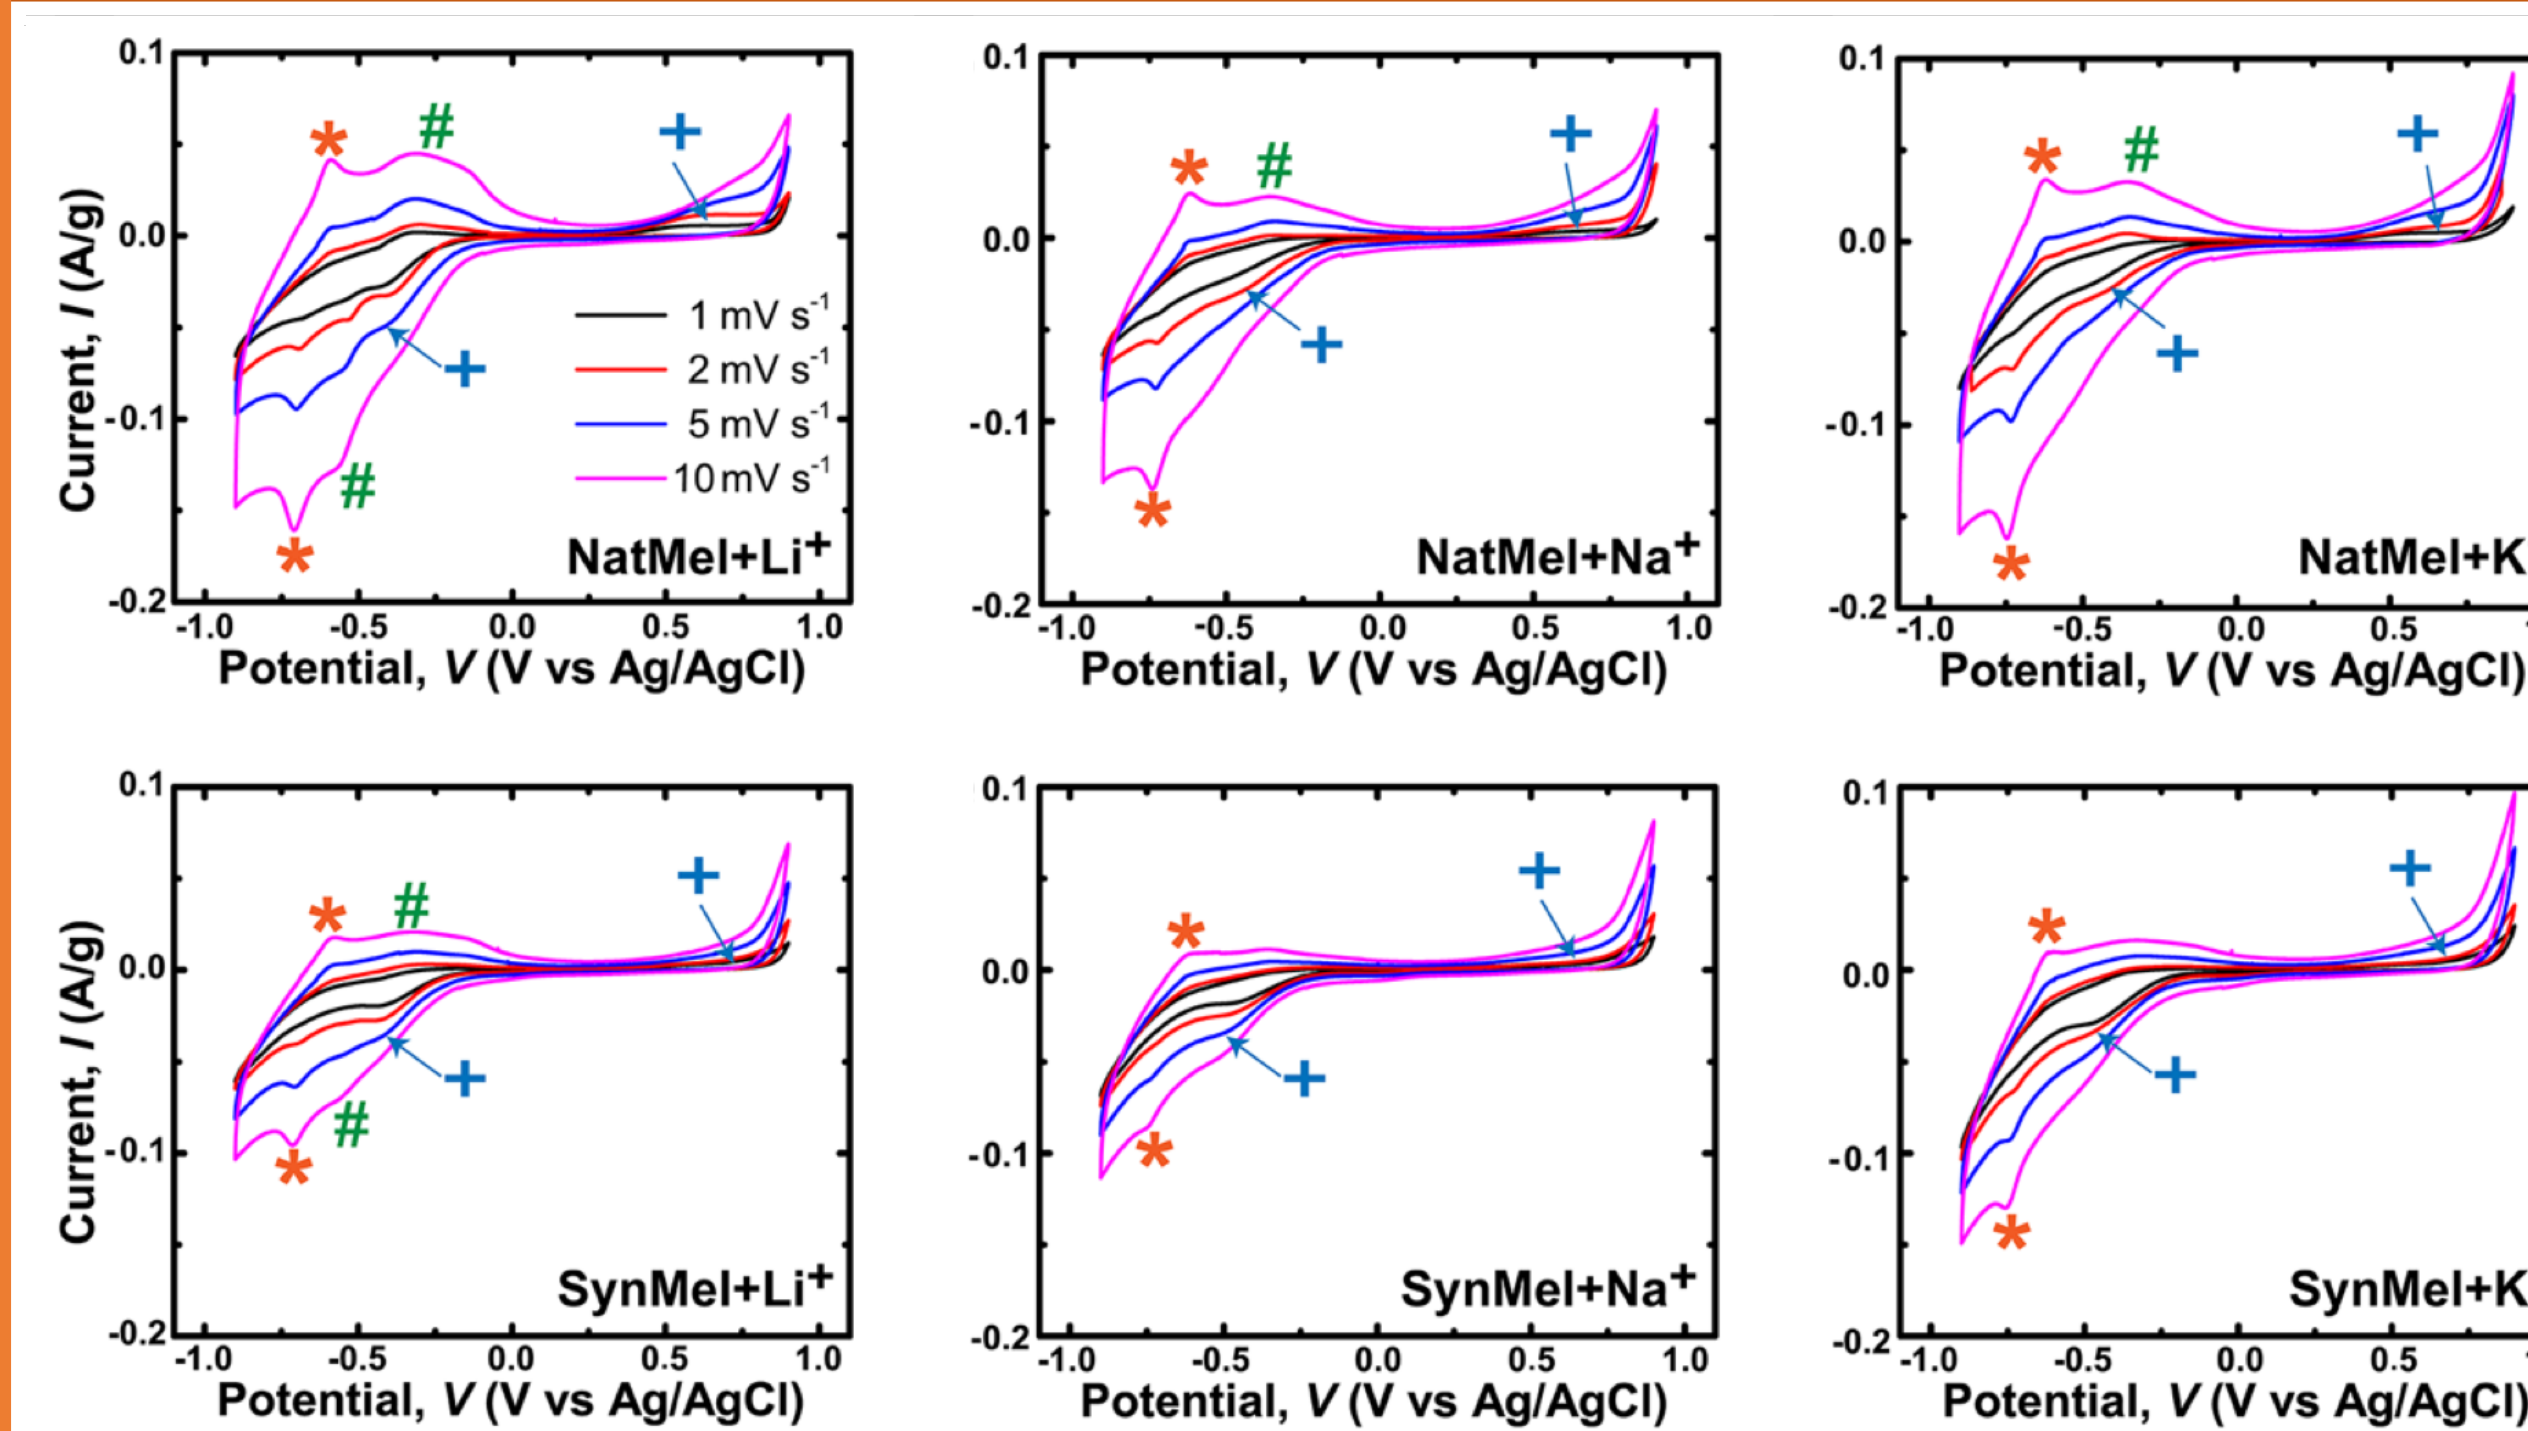 0.1
0.0
-0.1
-0.2
Current, I (A/g)
* # +
1 mV s-1
2 mV s-1
5 mV s-1
10 mV s-1
+
#
*
NatMel+Li+
-1.0 -0.5 0.0 0.5 1.0
Potential, V (V vs Ag/AgCl)
0.1
0.0
-0.1
-0.2
* # +
+
*
NatMel+Na+
-1.0 -0.5 0.0 0.5 1.0
Potential, V (V vs Ag/AgCl)
0.1
0.0
-0.1
-0.2
* # +
+
*
NatMel+K
-1.0 -0.5 0.0 0.5
Potential, V (V vs Ag/AgCl)
0.1
0.0
-0.1
-0.2
Current, I (A/g)
* # +
+
#
*
SynMel+Li+
-1.0 -0.5 0.0 0.5 1.0
Potential, V (V vs Ag/AgCl)
0.1
0.0
-0.1
-0.2
* +
+
*
SynMel+Na+
-1.0 -0.5 0.0 0.5 1.0
Potential, V (V vs Ag/AgCl)
0.1
0.0
-0.1
-0.2
* +
+
*
SynMel+K
-1.0 -0.5 0.0 0.5
Potential, V (V vs Ag/AgCl)